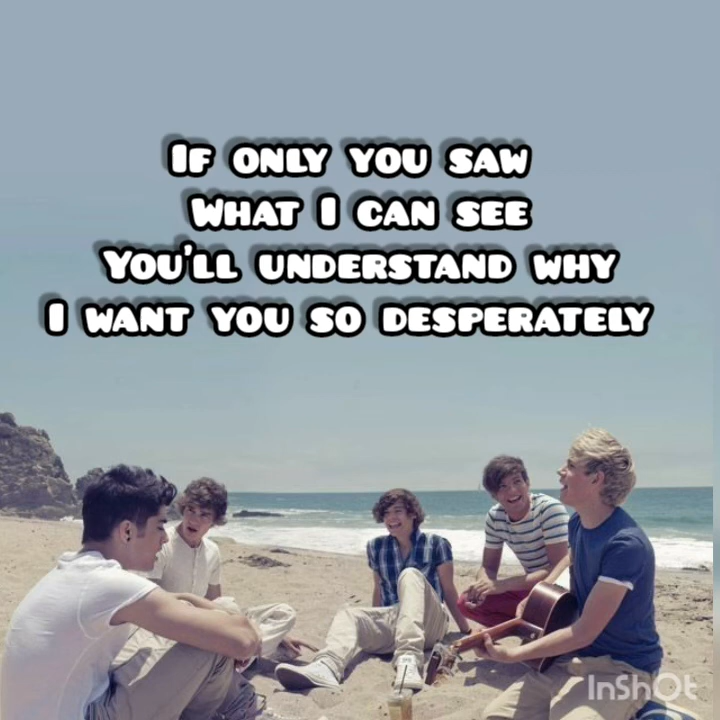 If only you saw
What I can see
You'll understand why
I want you so desperately
InShOt